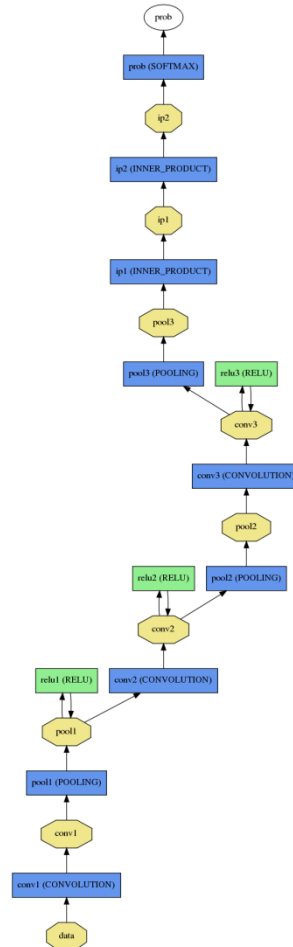 prob
prob (SOFTMAX)
ip2
ip2 (INNER_PRODUCT)
ip1
ip1 (INNER_PRODUCT)
pool3
pool3 (POOLING)
relu3 (RELU)
conv3
conv3 (CONVOLUTION)
pool2
relu2 (RELU)
pool2 (POOLING)
conv2
relu1 (RELU)
conv2 (CONVOLUTION)
pool1
pool1 (POOLING)
conv1
conv1 (CONVOLUTION)
data